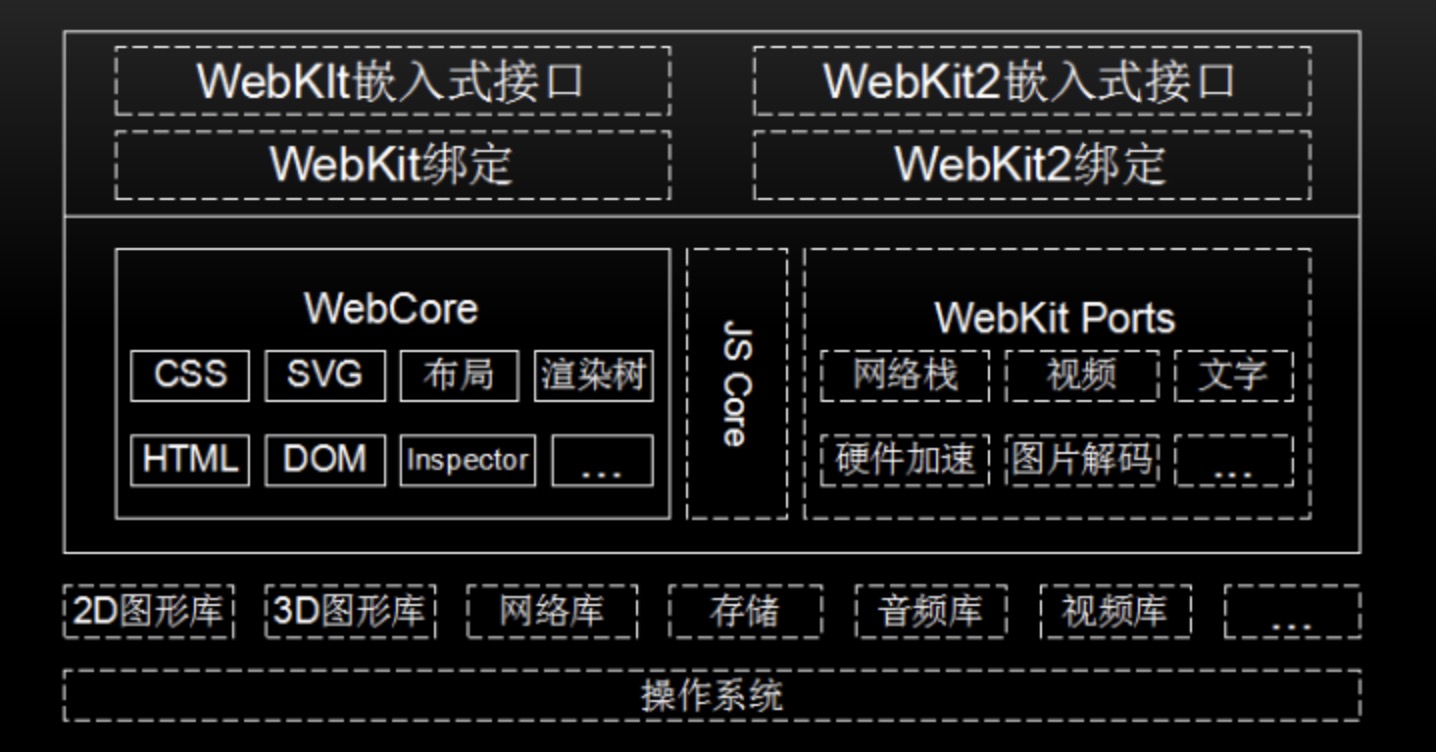 WebKIt嵌入式接口 WebKit2嵌入式接口
WebKit绑定 WebKit2绑定
WebCore
CSS SVG 布局 渲染树
HTML DOM Inspector ...
JS Core
WebKit Ports
网络栈 视频 文字
硬件加速 图片解码 ...
2D图形库 3D图形库 网络库 存储 音频库 视频库 ...
操作系统